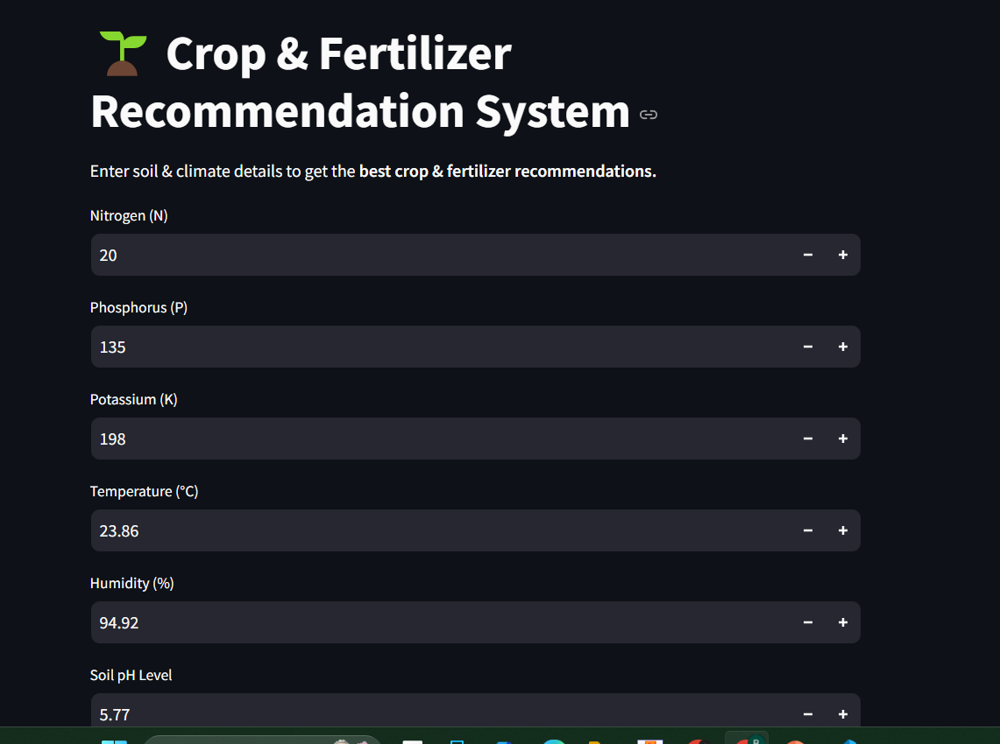 Crop & Fertilizer
Recommendation System
Enter soil & climate details to get the best crop & fertilizer recommendations.
Nitrogen (N)
20
Phosphorus (P)
135
Potassium (K)
198
Temperature (°C)
23.86
Humidity (%)
94.92
Soil pH Level
5.77